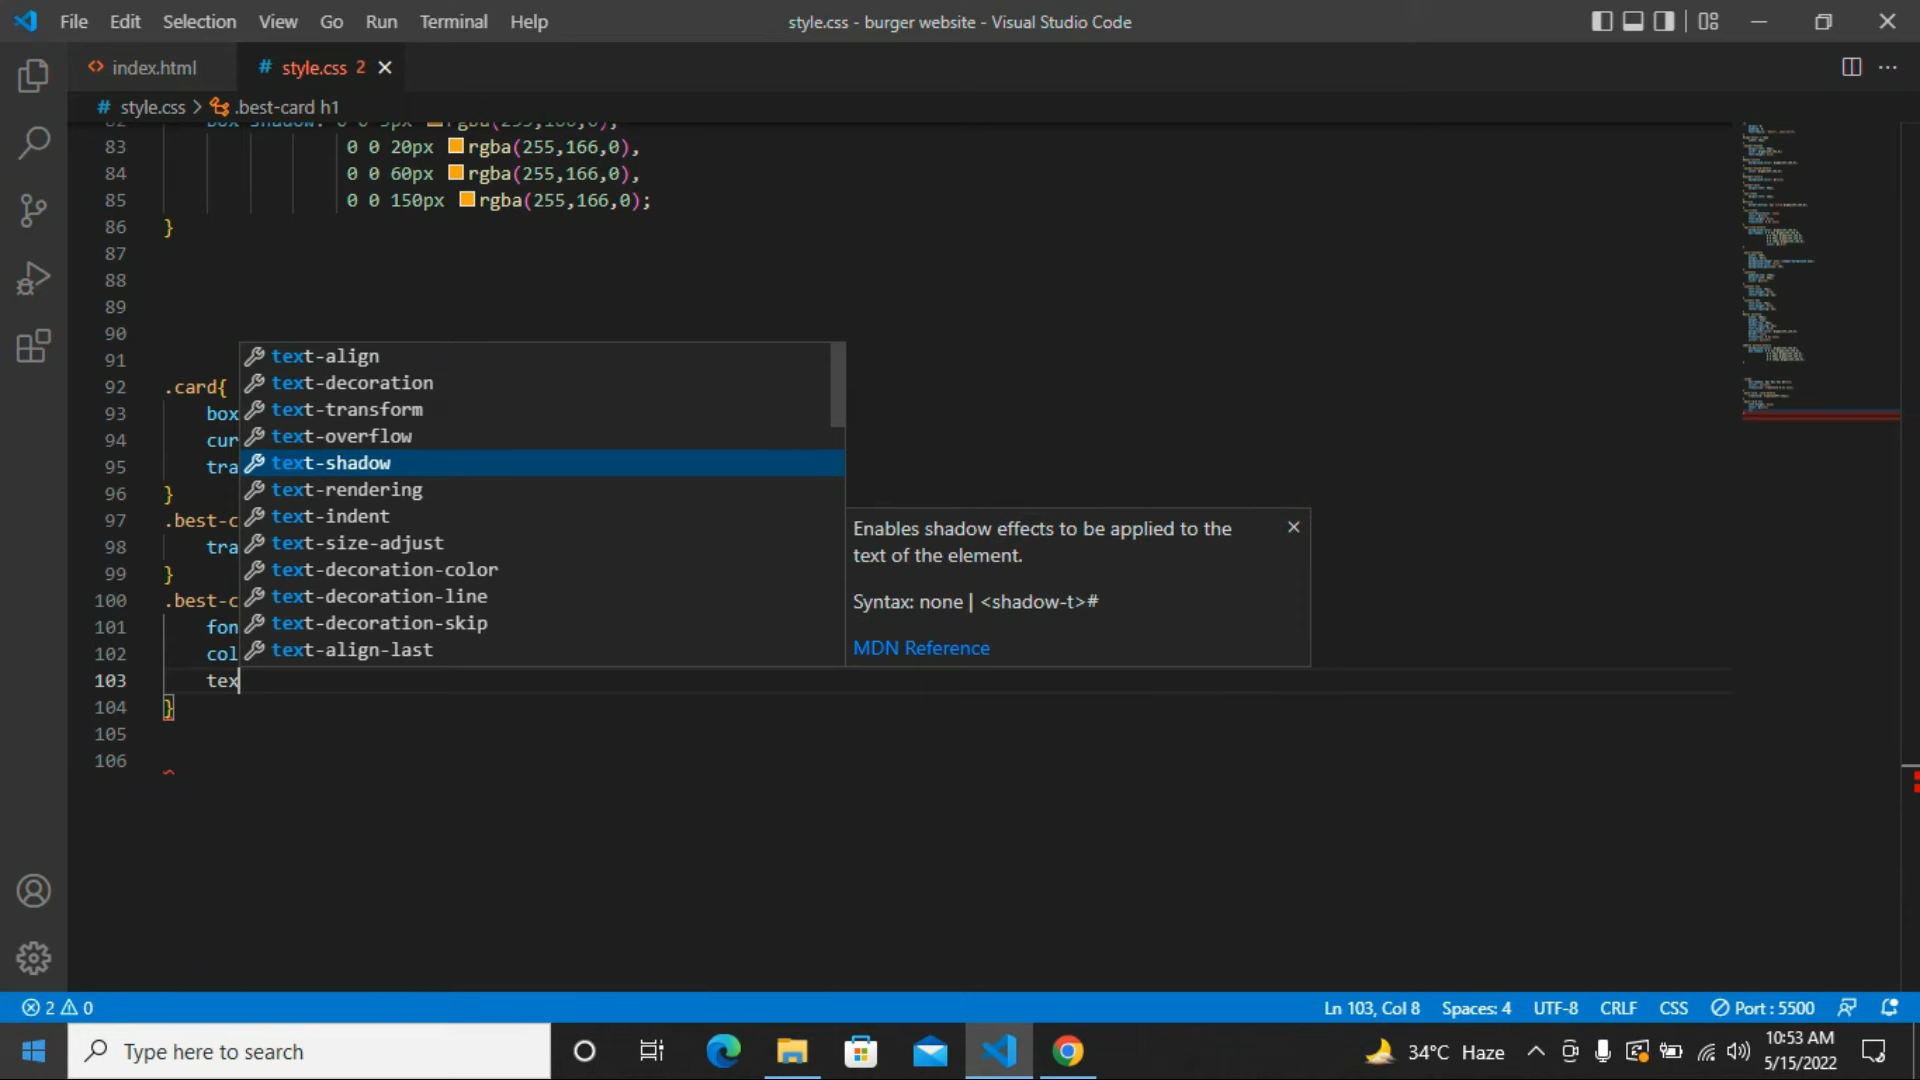 File Edit Selection View Go Run Terminal Help
style.css - burger website - Visual Studio Code
index.html
# style.css 2
# style.css > .best-card h1
83 0 0 20px rgba(255,166,0),
84 0 0 60px rgba(255,166,0),
85 0 0 150px rgba(255,166,0);
86 }
87
88
89
90
91
92 .card{
93 box
94 cur
95 tra
96 }
97 .best-c
98 tra
99 }
100 .best-c
101 fon
102 col
103 tex
104 }
105
106
text-align
text-decoration
text-transform
text-overflow
text-shadow
text-rendering
text-indent
text-size-adjust
text-decoration-color
text-decoration-line
text-decoration-skip
text-align-last
Enables shadow effects to be applied to the
text of the element.
Syntax: none | <shadow-t>#
MDN Reference
2 0
Ln 103, Col 8 Spaces: 4 UTF-8 CRLF CSS Port : 5500
Type here to search
34°C Haze
10:53 AM
5/15/2022